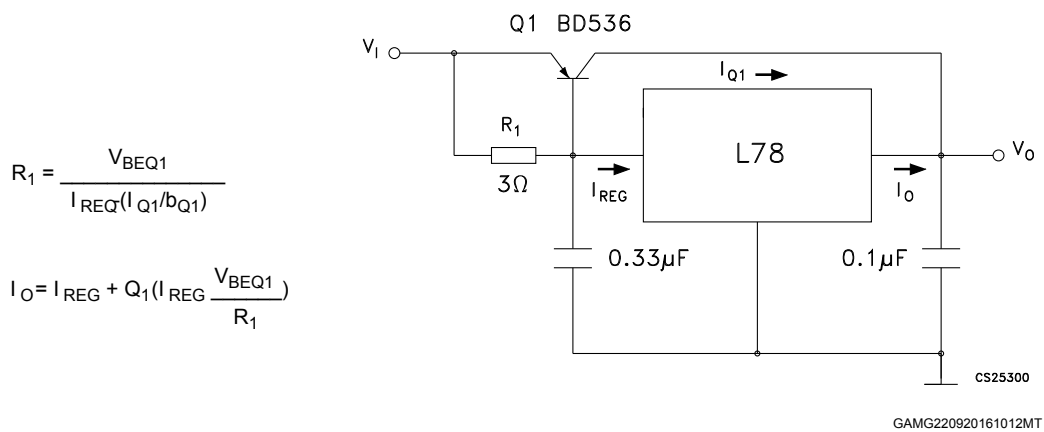 Q1 BD536
V_I
I_Q1
R_1
3Ω
I_REG
L78
I_O
V_O
0.33µF
0.1µF
R_1 = V_BEQ1
I_REQ-(I_Q1/b_Q1)
I_O = I_REG + Q_1(I_REG V_BEQ1)
R_1
CS25300
GAMG220920161012MT